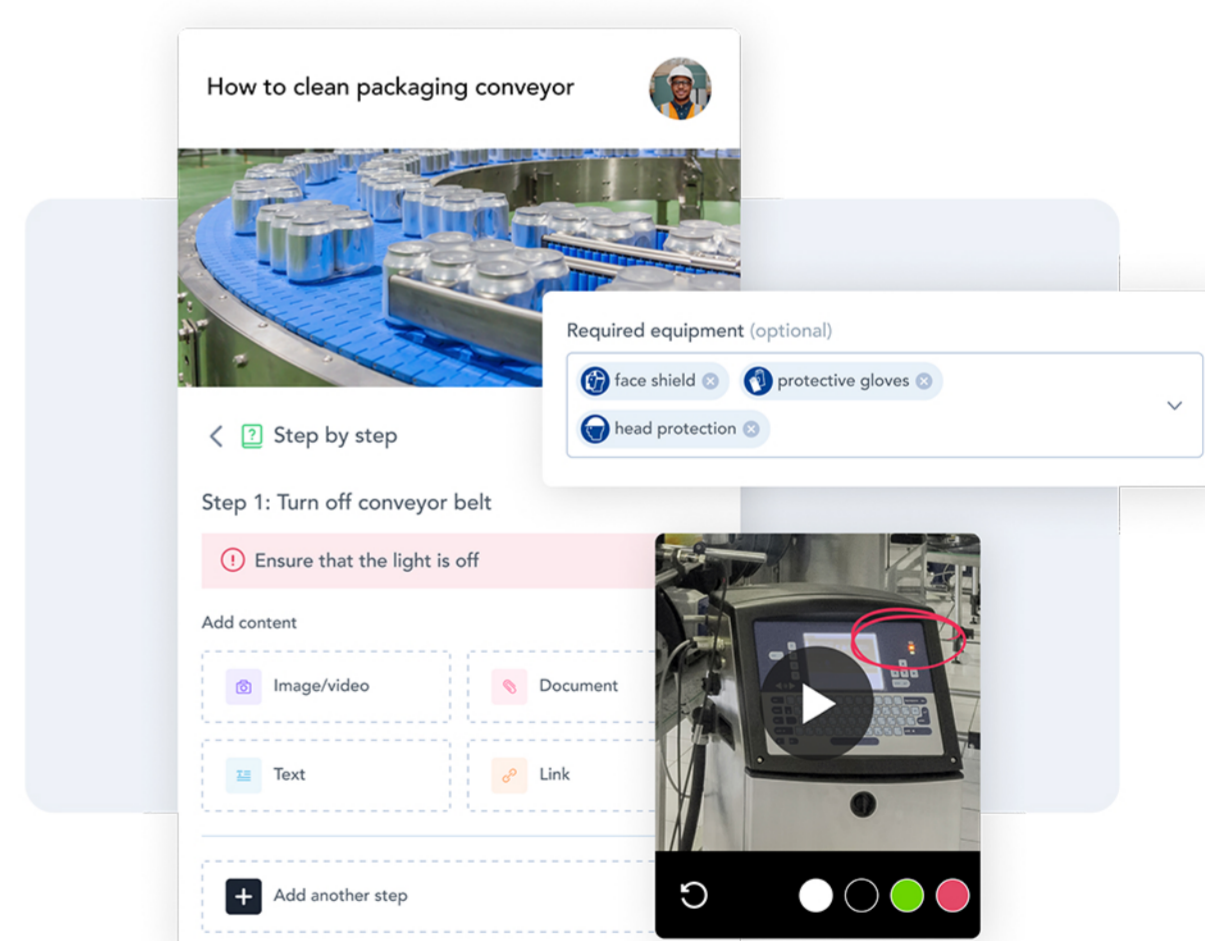 How to clean packaging conveyor
Required equipment (optional)
face shield
protective gloves
head protection
Step by step
Step 1: Turn off conveyor belt
Ensure that the light is off
Add content
Image/video
Document
Text
Link
Add another step